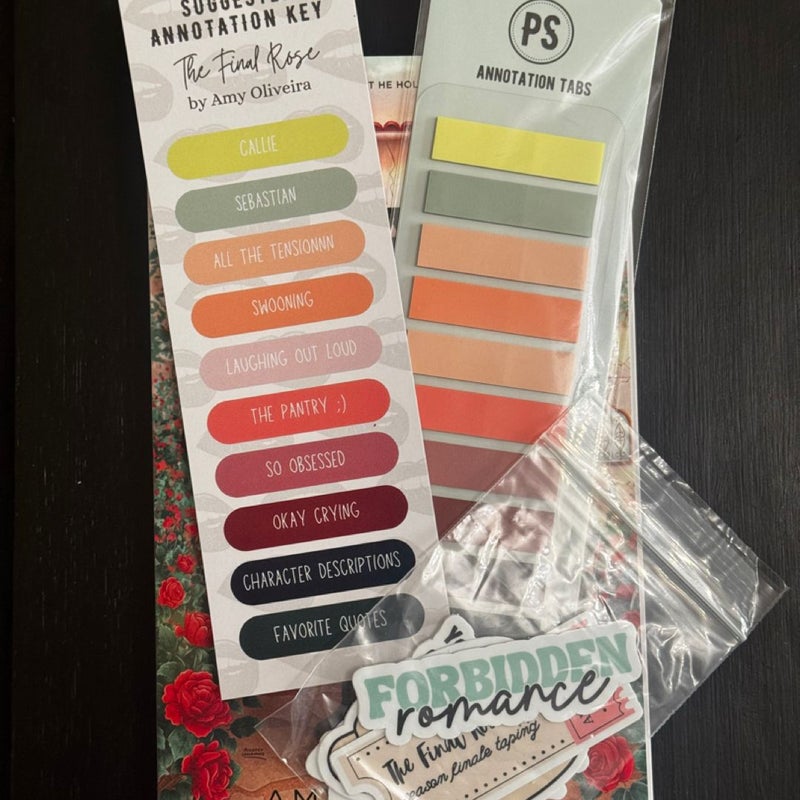 ANNOTATION KEY
The Final Rose
by Amy Oliveira
CALLIE
SEBASTIAN
ALL THE TENSIONNN
SWOONING
LAUGHING OUT LOUD
THE PANTRY ;)
SO OBSESSED
OKAY CRYING
CHARACTER DESCRIPTIONS
FAVORITE QUOTES
PS
ANNOTATION TABS
FORBIDDEN
romance
The Final
season finale taping